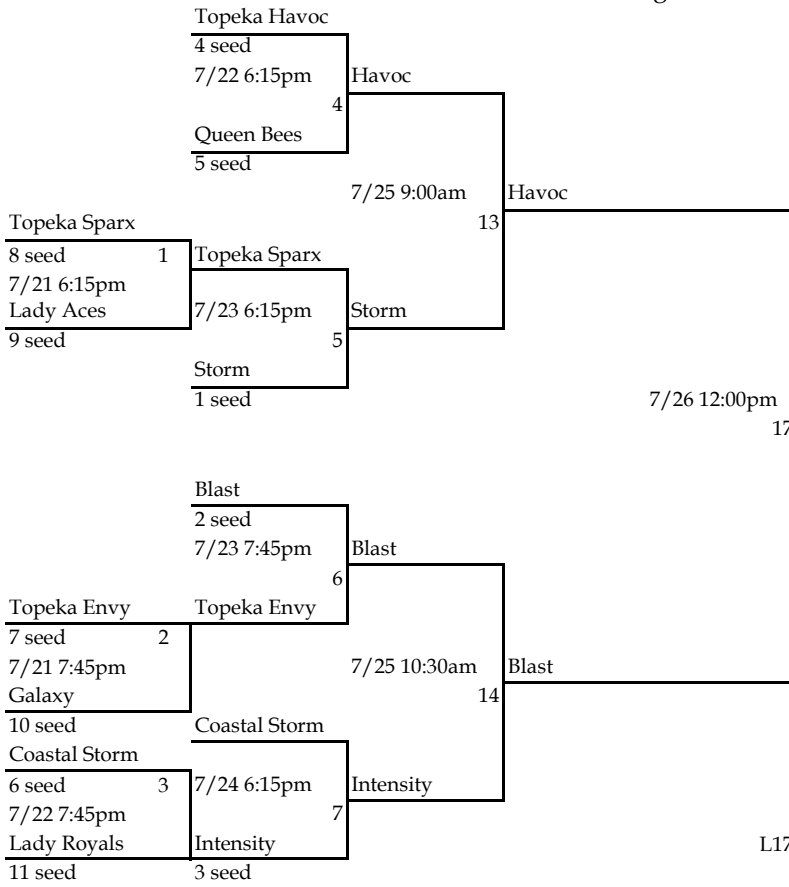 Topeka Havoc
4 seed
7/22 6:15pm Havoc
4
Queen Bees
5 seed
7/25 9:00am Havoc
Topeka Sparx 13
8 seed 1 Topeka Sparx
7/21 6:15pm
Lady Aces 7/23 6:15pm Storm
9 seed 5
Storm
1 seed 7/26 12:00pm
17
Blast
2 seed
7/23 7:45pm Blast
6
Topeka Envy Topeka Envy
7 seed 2
7/21 7:45pm 7/25 10:30am Blast
Galaxy 14
10 seed Coastal Storm
Coastal Storm
6 seed 3 7/24 6:15pm Intensity
7/22 7:45pm 7
Lady Royals Intensity L17
11 seed 3 seed